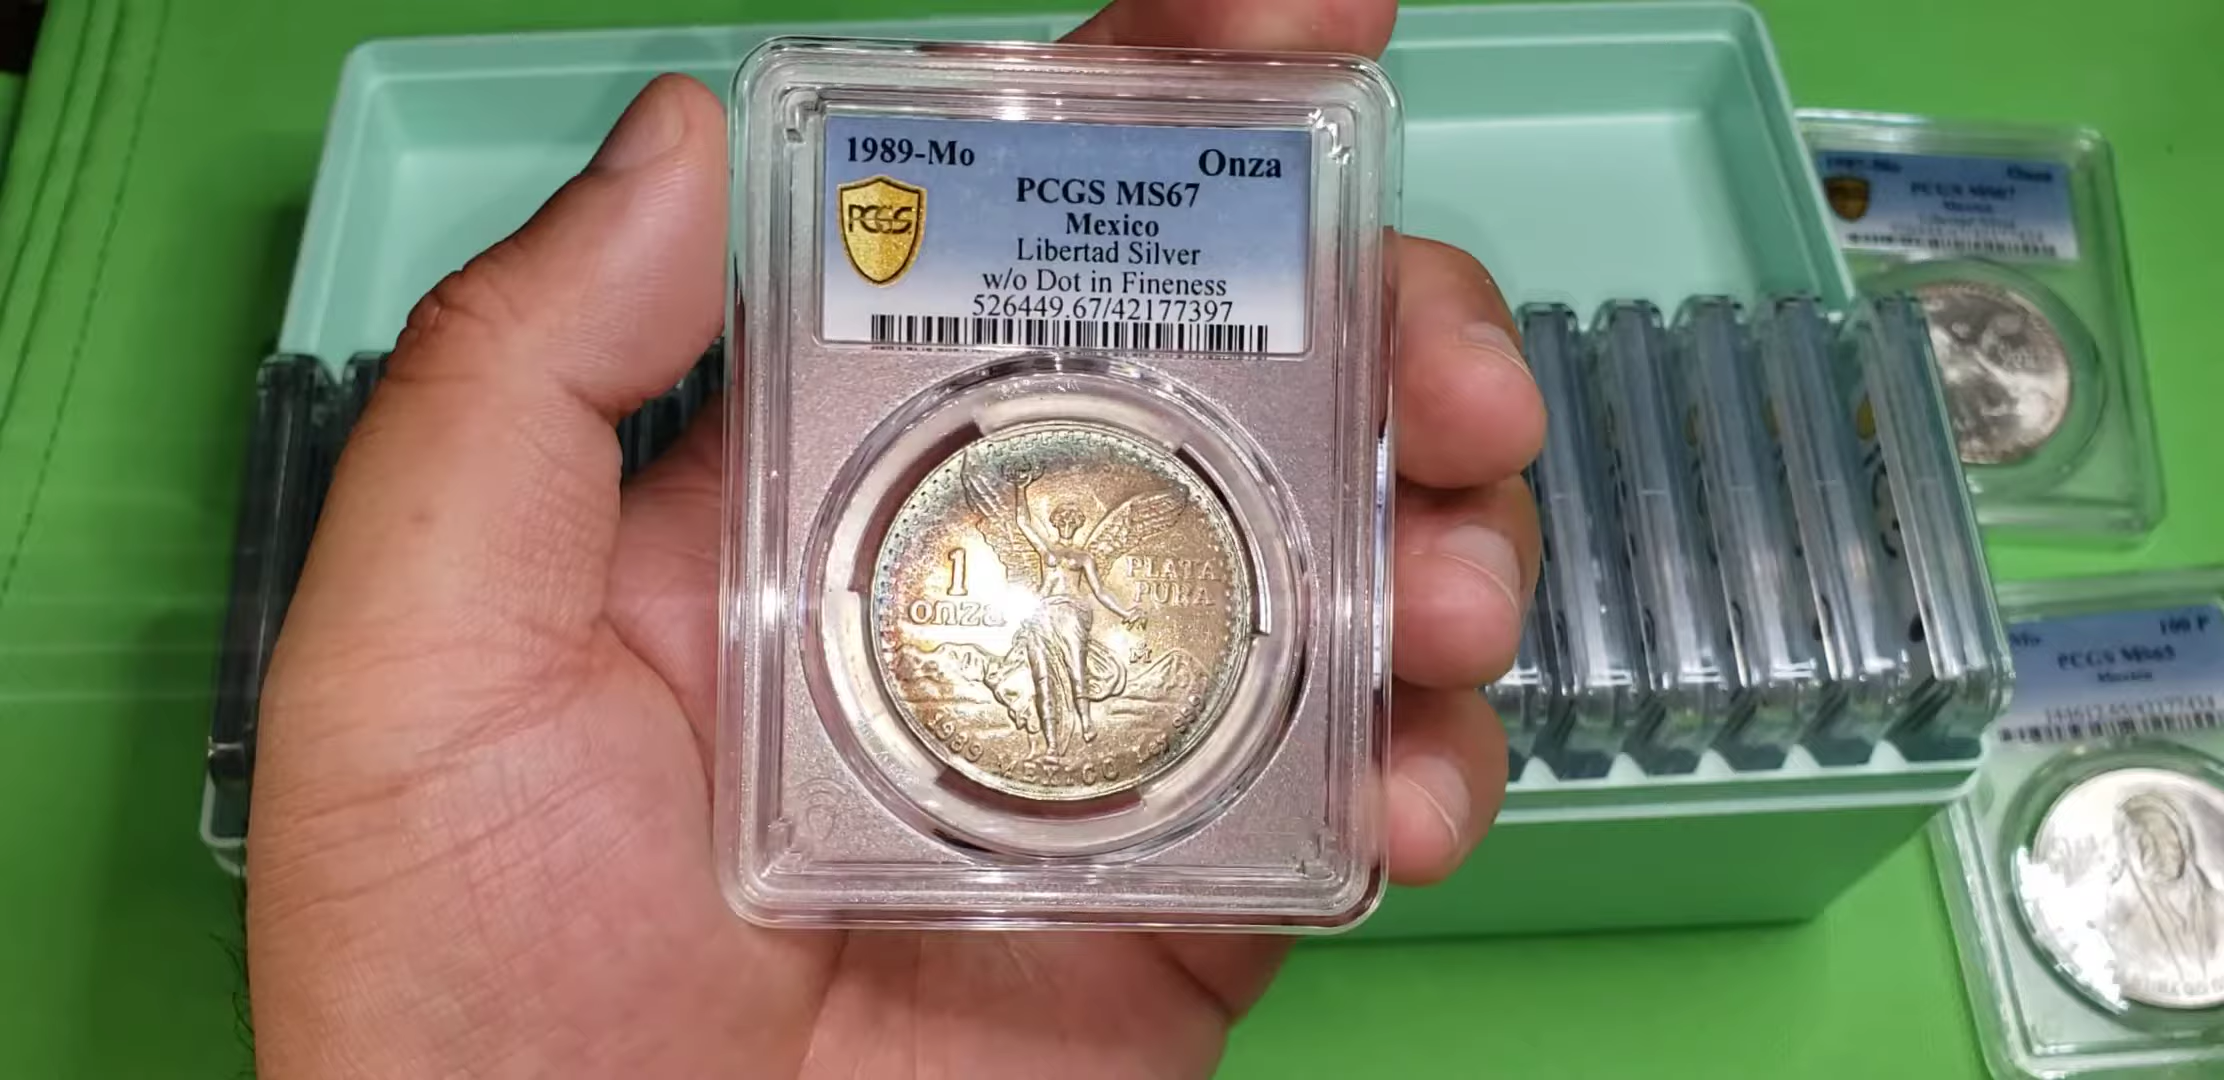 1989-Mo
Onza
PCGS MS67
Mexico
Libertad Silver
w/o Dot in Fineness
526449.67/42177397
PCGS
1
onza
PLATA
PURA
M
1989 MEXICO
PCGS MS67
Onza
100 P
PCGS MS65
Mexico